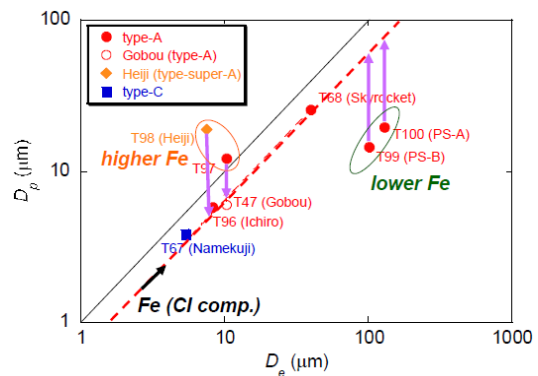 100
type-A
Gobou (type-A)
Heiji (type-super-A)
type-C
T68 (Skyrocket)
T98 (Heiji)
T100 (PS-A)
higher Fe
T97
T99 (PS-B)
10
lower Fe
T47 (Gobou)
T96 (Ichiro)
T67 (Namekuji)
Fe (CI comp.)
1
1
10
100
1000
Dp (μm)
De (μm)